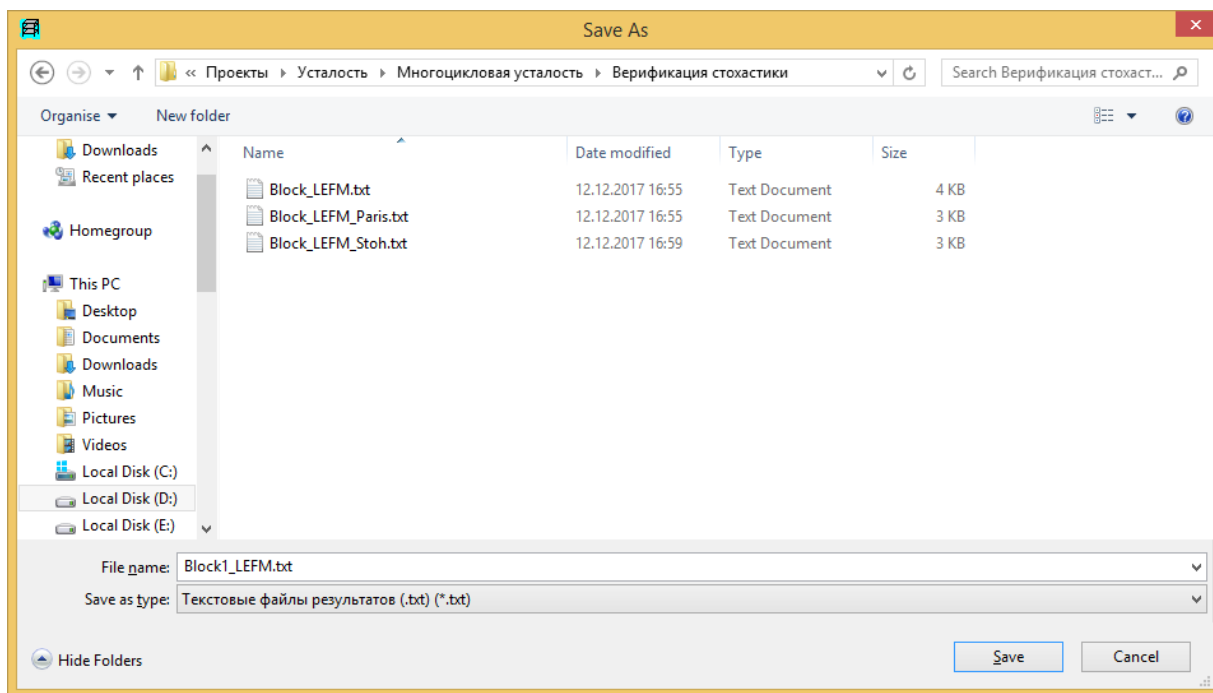 Save As
« Проекты Усталость Многоцикловая усталость Верификация стохастики Search Верификация стохаст...
Organise New folder
Downloads
Recent places
Homegroup
This PC
Desktop
Documents
Downloads
Music
Pictures
Videos
Local Disk (C:)
Local Disk (D:)
Local Disk (E:)
Name Date modified Type Size
Block_LEFM.txt 12.12.2017 16:55 Text Document 4 KB
Block_LEFM_Paris.txt 12.12.2017 16:55 Text Document 3 KB
Block_LEFM_Stoh.txt 12.12.2017 16:59 Text Document 3 KB
File name: Block1_LEFM.txt
Save as type: Текстовые файлы результатов (.txt) (*.txt)
Hide Folders Save Cancel